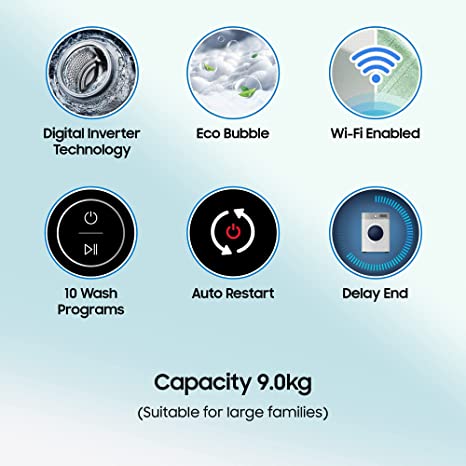 Digital Inverter
Technology
Eco Bubble
Wi-Fi Enabled
10 Wash
Programs
Auto Restart
Delay End
Capacity 9.0kg
(Suitable for large families)